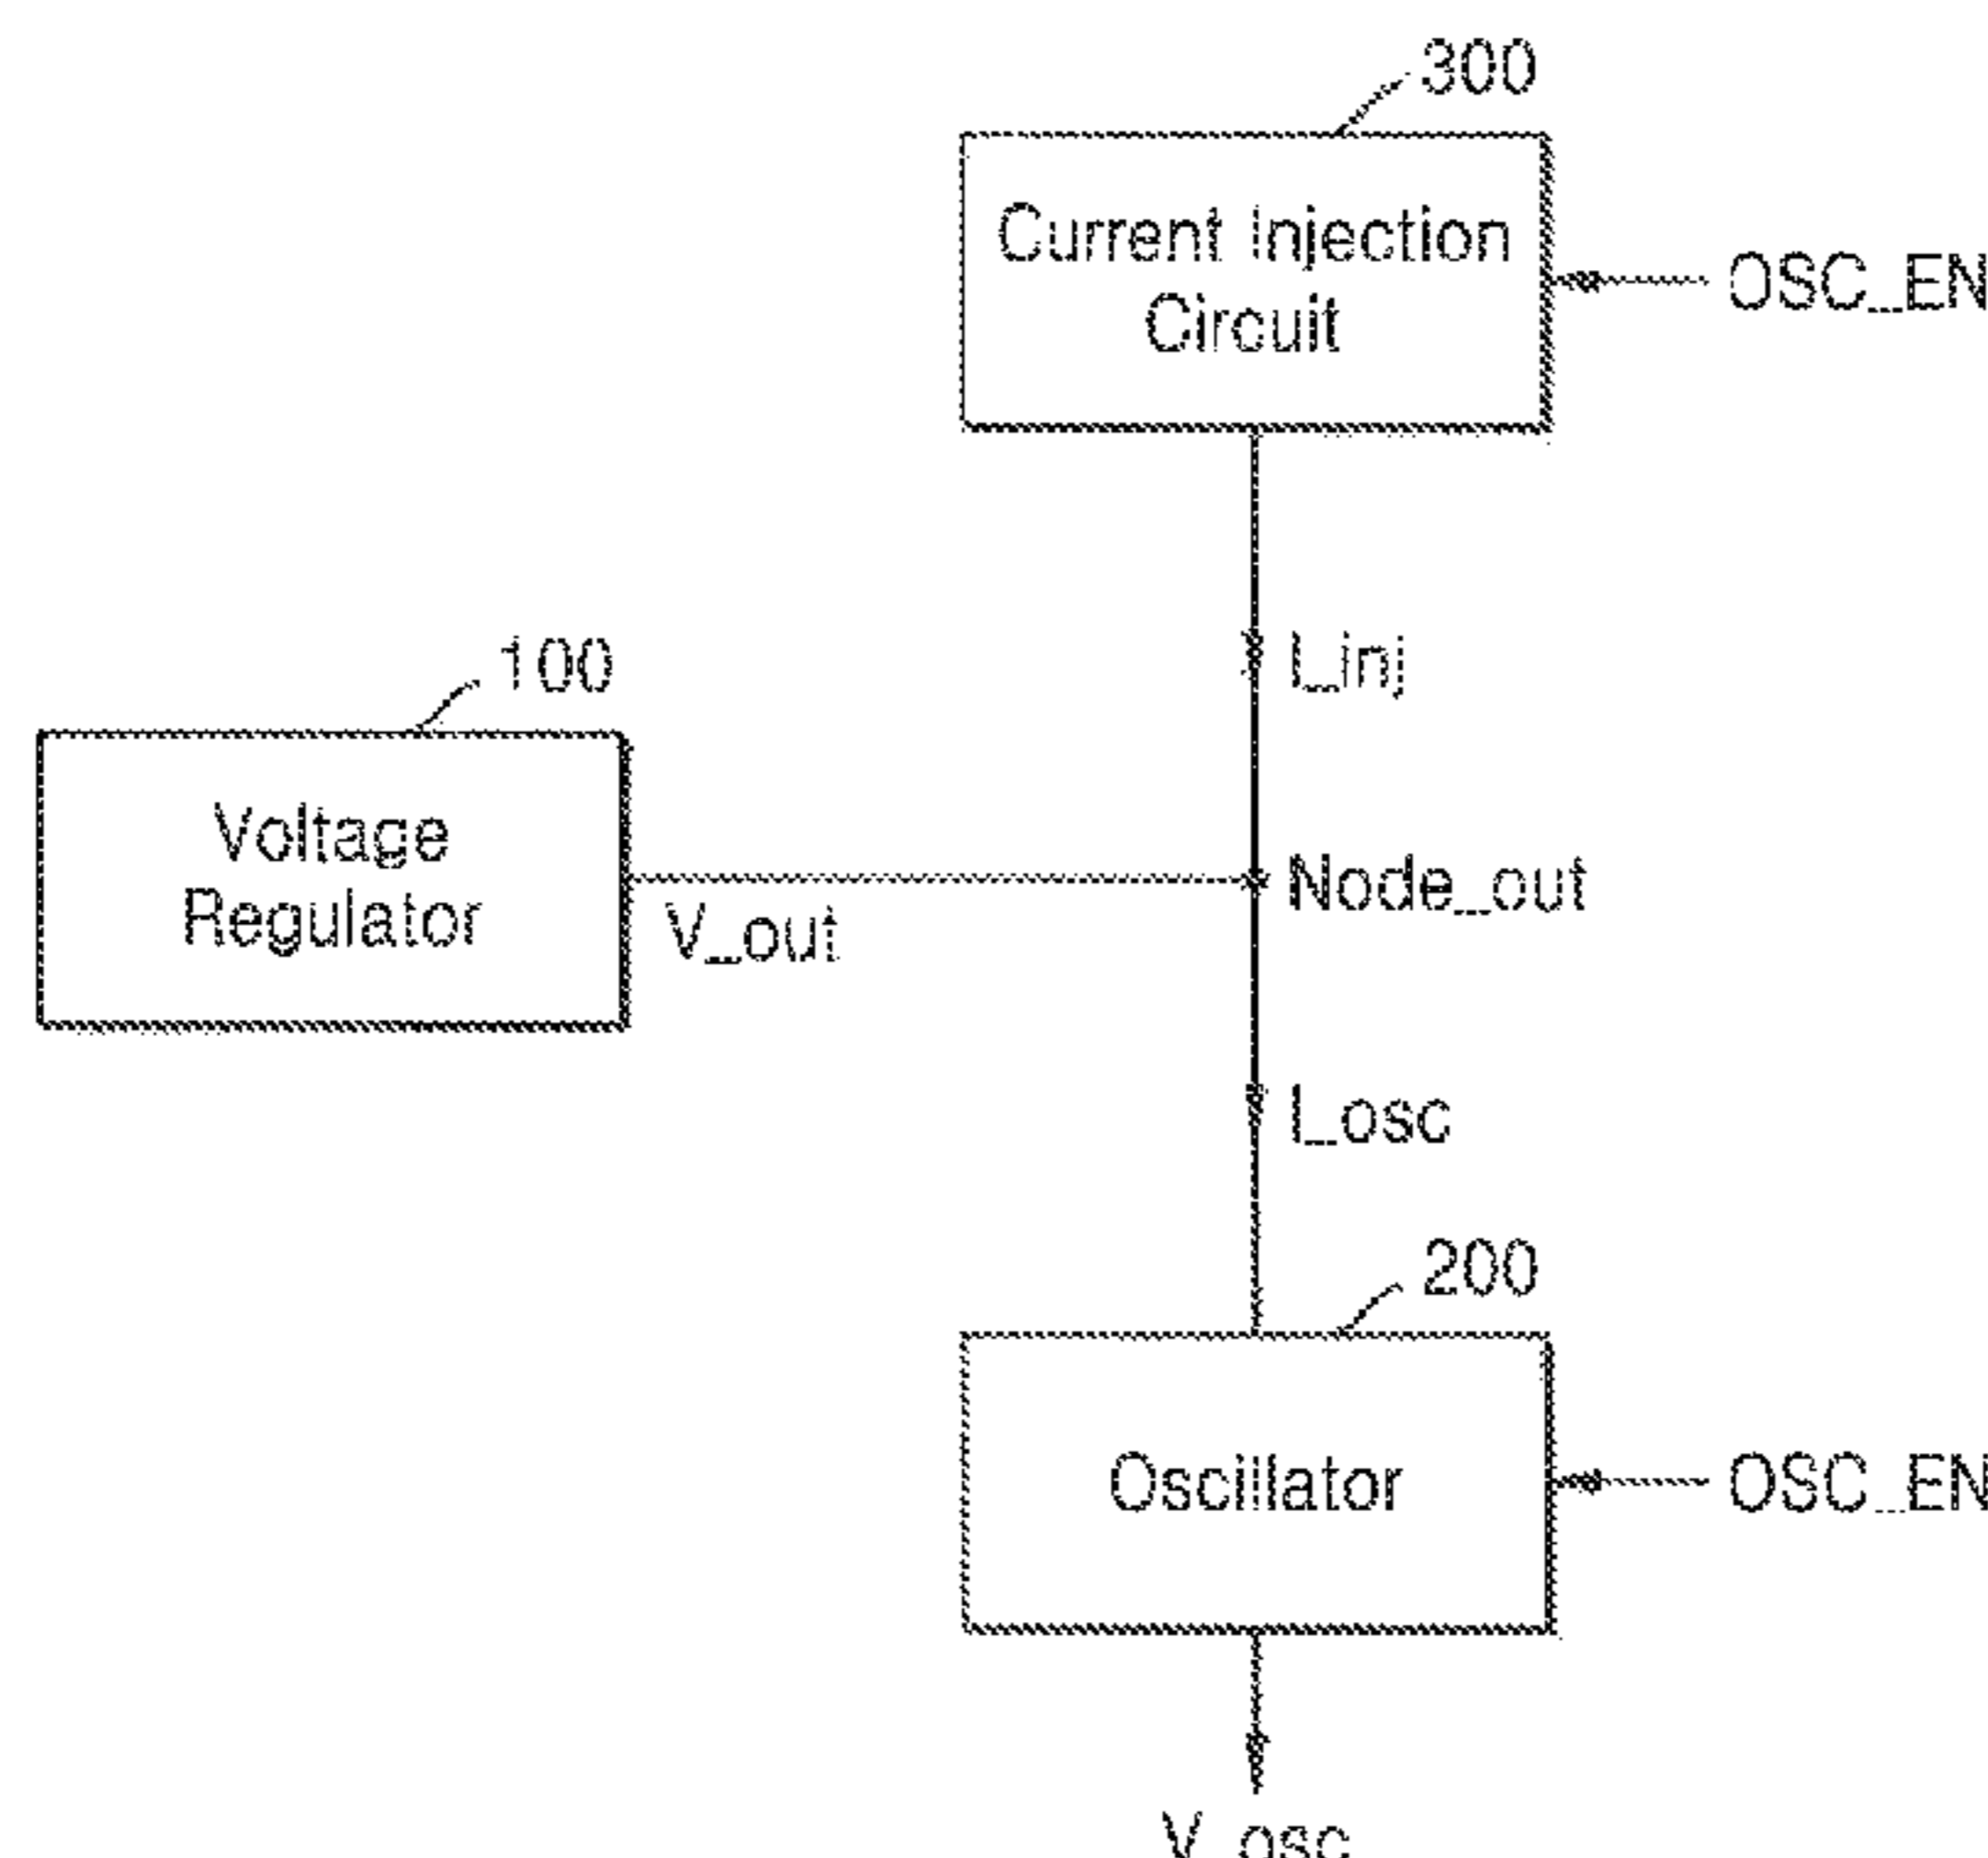 300
Current Injection
Circuit
OSC_EN
I_inj
100
Voltage
Regulator
V_out
Node_out
I_osc
200
Oscillator
OSC_EN
V_osc